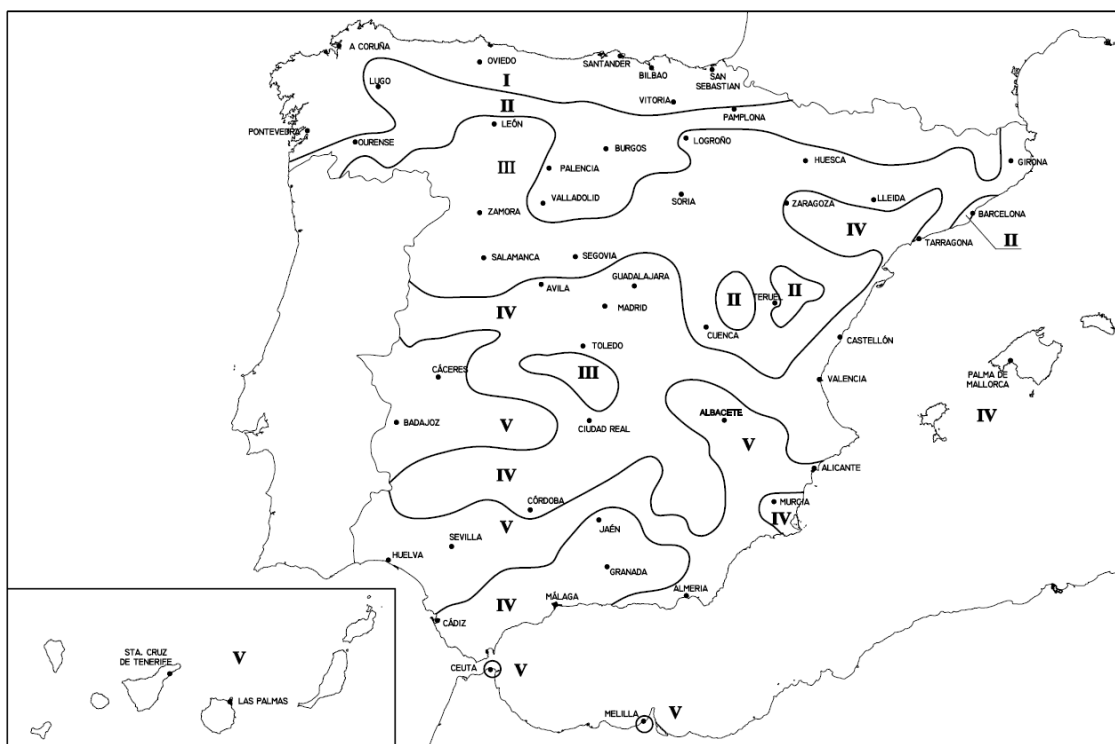 A CORUÑA
OVIEDO
SANTANDER
BILBAO
SAN
SEBASTIAN
LUGO
I
VITORIA
PAMPLONA
II
LEÓN
PONTEVEDRA
OURENSE
LOGROÑO
BURGOS
HUESCA
GIRONA
III
PALENCIA
VALLADOLID
SORIA
ZARAGOZA
LLEIDA
ZAMORA
IV
BARCELONA
TARRAGONA
II
SALAMANCA
SEGOVIA
GUADALAJARA
AVILA
IV
MADRID
II
TERUEL
II
CUENCA
CASTELLÓN
TOLEDO
CÁCERES
III
VALENCIA
PALMA DE
MALLORCA
IV
ALBACETE
BADAJOZ
V
CIUDAD REAL
V
ALICANTE
IV
CÓRDOBA
MURCIA
IV
V
JAÉN
SEVILLA
HUELVA
GRANADA
ALMERIA
IV
MÁLAGA
CÁDIZ
STA. CRUZ
DE TENERIFE
V
LAS PALMAS
CEUTA
V
MELILLA
V